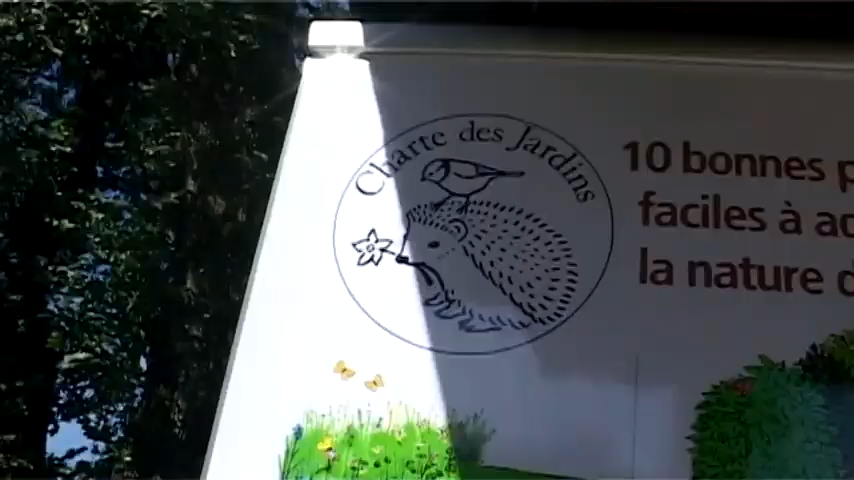 Charte des Jardins
10 bonnes
faciles à
la nature